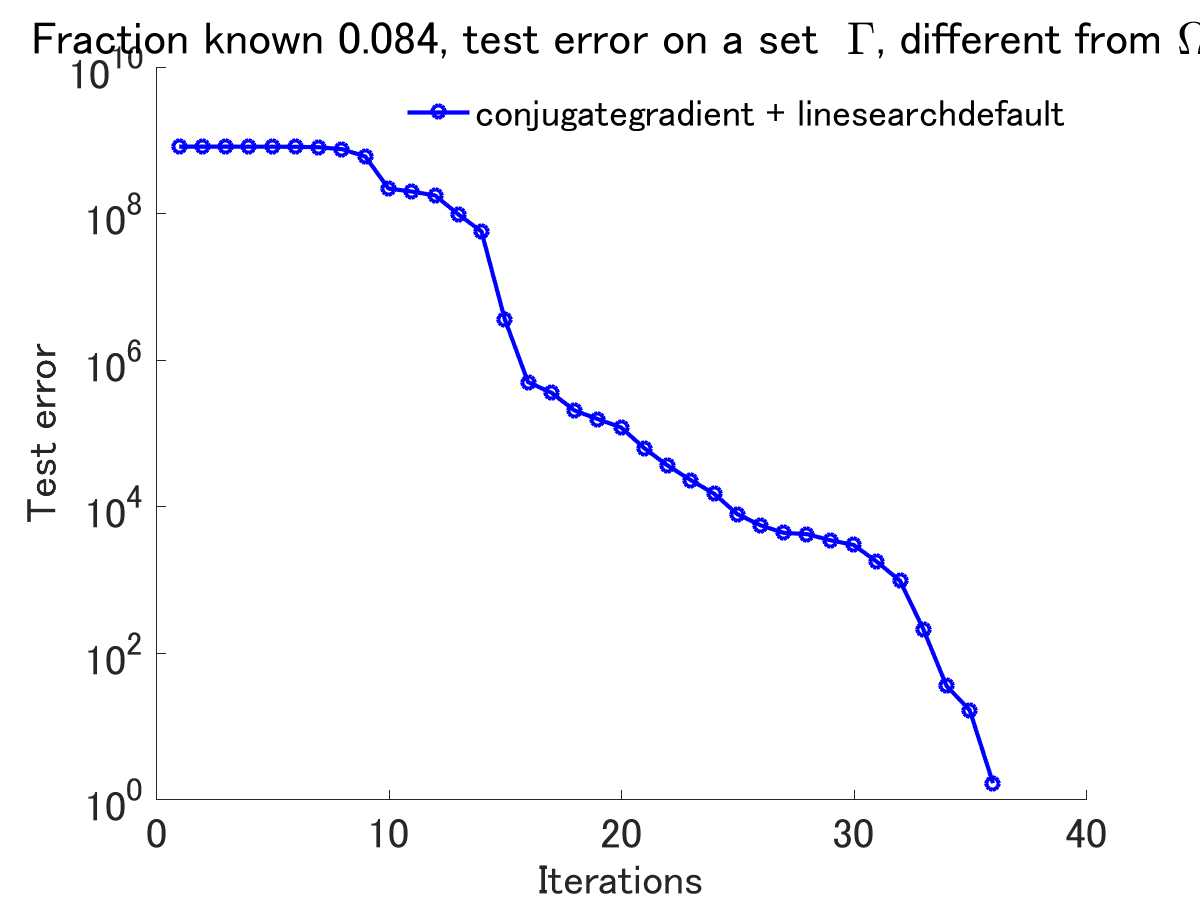 Fraction known 0.084, test error on a set Γ, different from Ω
10^10
conjugategradient + linesearchdefault
10^8
10^6
Test error
10^4
10^2
10^0
0 10 20 30 40
Iterations